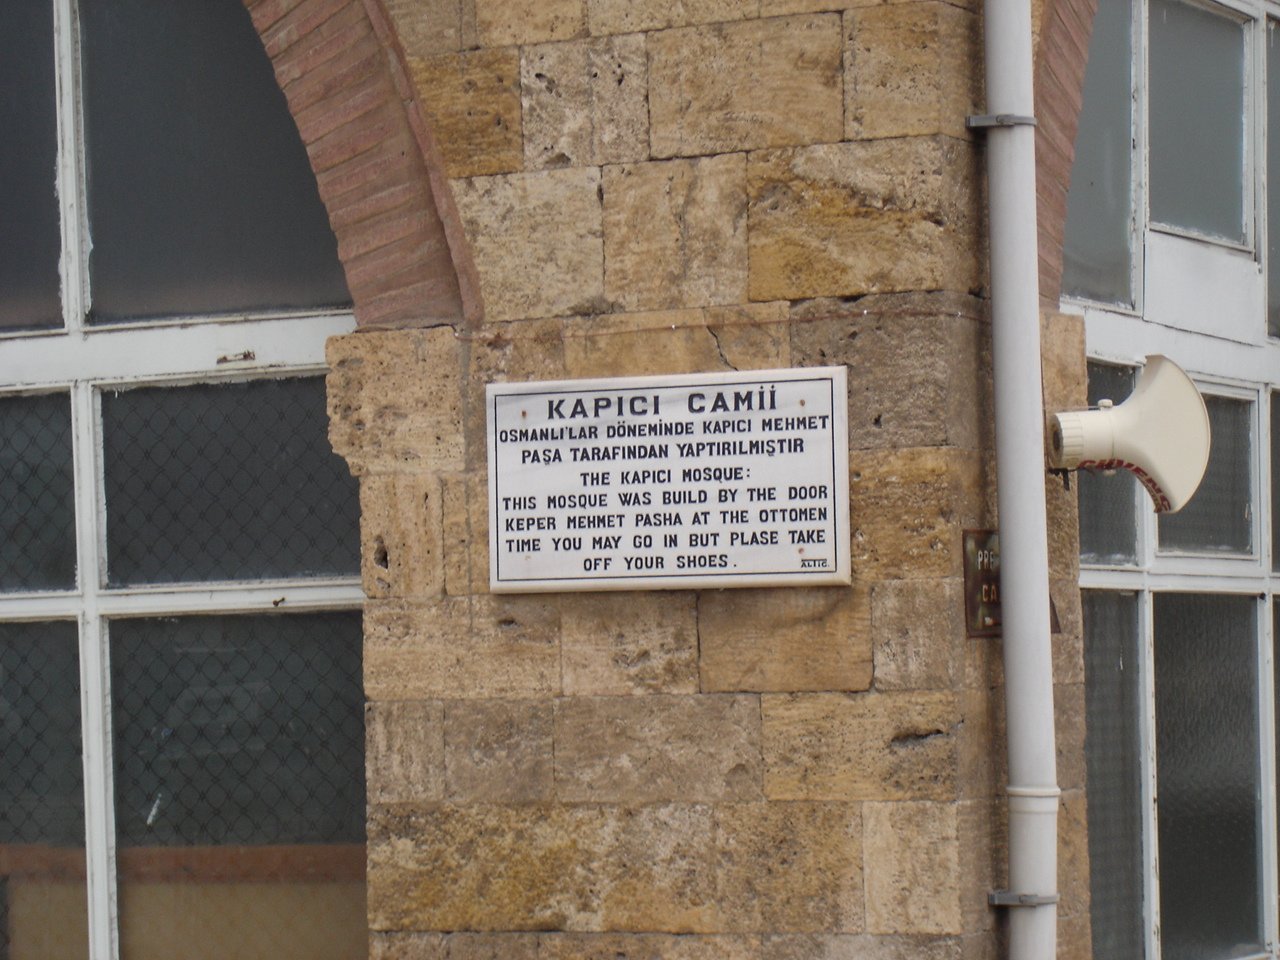 KAPICI CAMİİ
OSMANLI'LAR DÖNEMİNDE KAPICI MEHMET
PAŞA TARAFINDAN YAPTIRILMIŞTIR
THE KAPICI MOSQUE:
THIS MOSQUE WAS BUILD BY THE DOOR
KEPER MEHMET PASHA AT THE OTTOMEN
TIME YOU MAY GO IN BUT PLASE TAKE
OFF YOUR SHOES.
ALTIG.